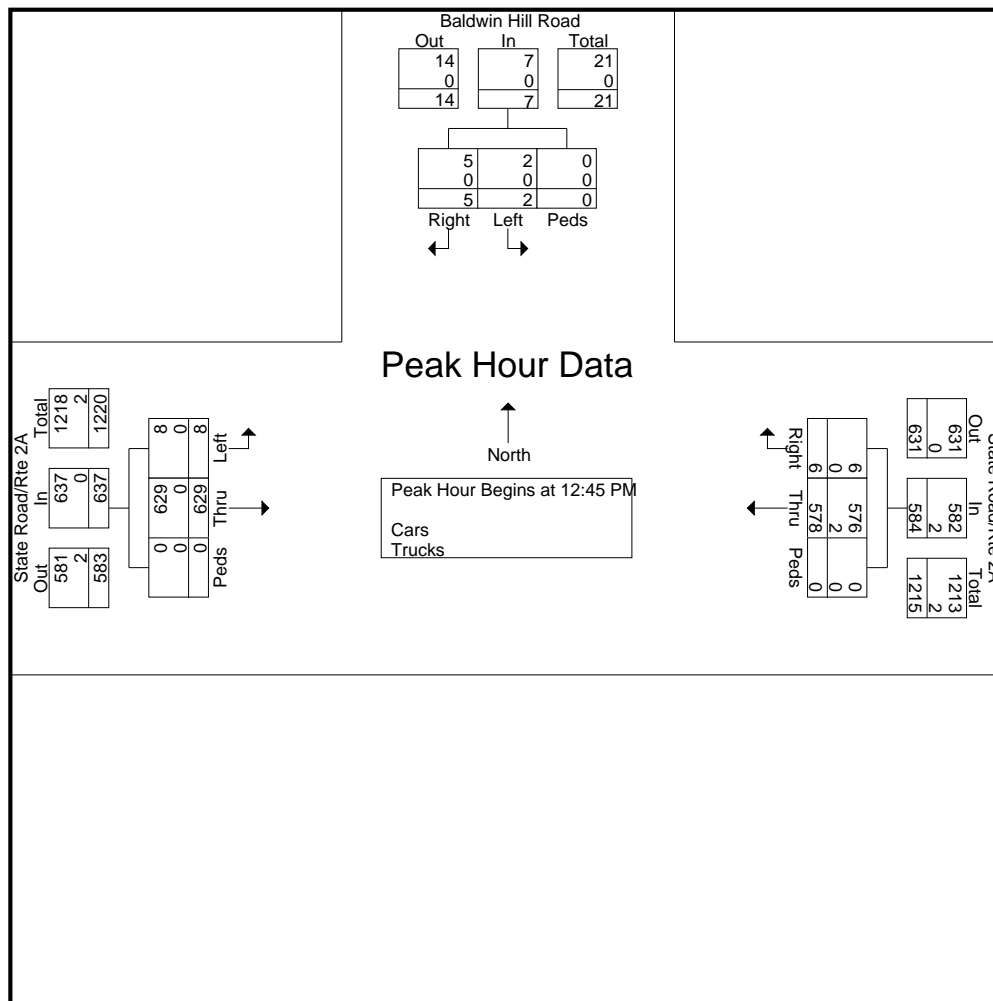 Baldwin Hill Road
Out In Total
14 7 21
0 0 0
14 7 21
5 2 0
0 0 0
5 2 0
Right Left Peds
Peak Hour Data
North
Peak Hour Begins at 12:45 PM
Cars
Trucks
State Road/Rte 2A
Out In Total
581 637 1218
2 0 2
583 637 1220
Left Thru Peds
8 629 0
0 0 0
8 629 0
State Road/Rte 2A
Out In Total
631 582 1213
0 2 2
631 584 1215
Right Thru Peds
6 576 0
0 2 0
6 578 0